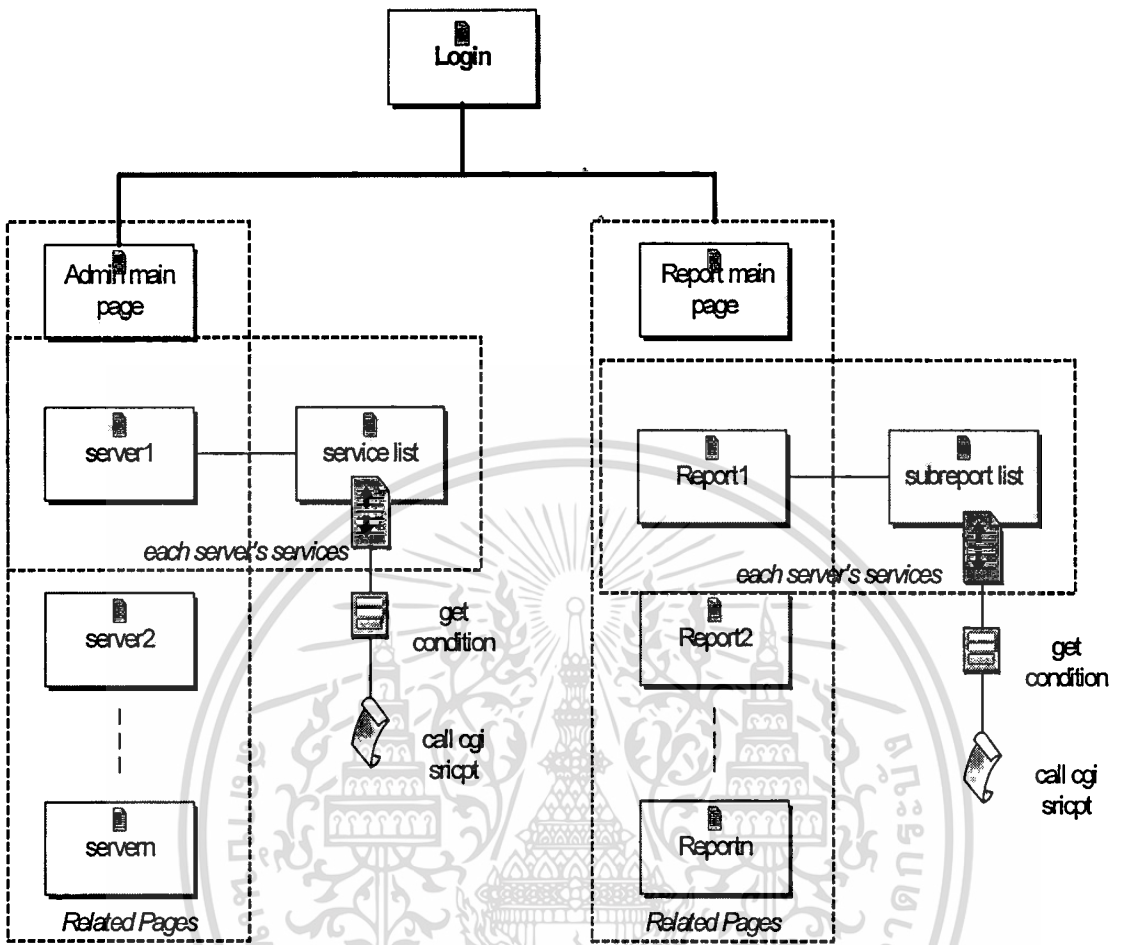 Login
Admin main
page
Report main
page
server1
service list
each server's services
Report1
subreport list
each server's services
server2
get
condition
call cgi
sricpt
servern
Related Pages
Report2
get
condition
call cgi
sricpt
Reportn
Related Pages